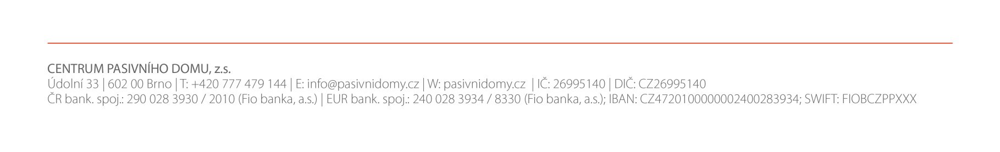 CENTRUM PASIVNÍHO DOMU, z.s.
Údolní 33 | 602 00 Brno | T: +420 777 479 144 | E: info@pasivnidomy.cz | W: pasivnidomy.cz | IČ: 26995140 | DIČ: CZ26995140
ČR bank. spoj.: 290 028 3930 / 2010 (Fio banka, a.s.) | EUR bank. spoj.: 240 028 3934 / 8330 (Fio banka, a.s.); IBAN: CZ4720100000002400283934; SWIFT: FIOBCZPPXXX